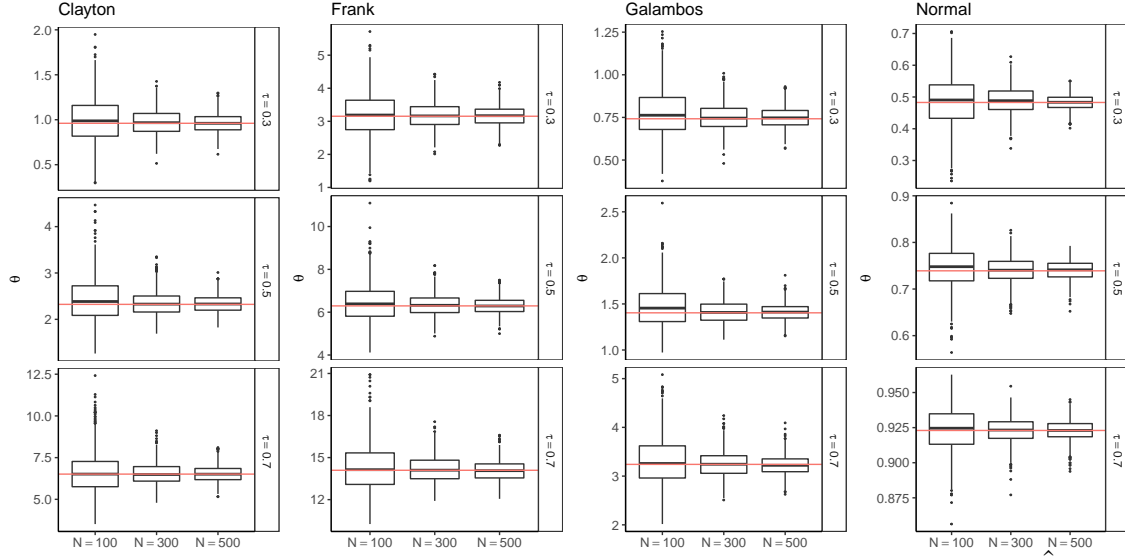 Clayton
Frank
Galambos
Normal
2.0
1.5
1.0
0.5
τ = 0.3
5
4
3
2
1
τ = 0.3
1.25
1.00
0.75
0.50
τ = 0.3
0.7
0.6
0.5
0.4
0.3
τ = 0.3
θ
4
3
2
τ = 0.5
θ
10
8
6
4
τ = 0.5
θ
2.5
2.0
1.5
1.0
τ = 0.5
θ
0.9
0.8
0.7
0.6
τ = 0.5
12.5
10.0
7.5
5.0
τ = 0.7
21
18
15
12
τ = 0.7
5
4
3
2
τ = 0.7
0.950
0.925
0.900
0.875
τ = 0.7
N = 100 N = 300 N = 500
N = 100 N = 300 N = 500
N = 100 N = 300 N = 500
N = 100 N = 300 N = 500
^